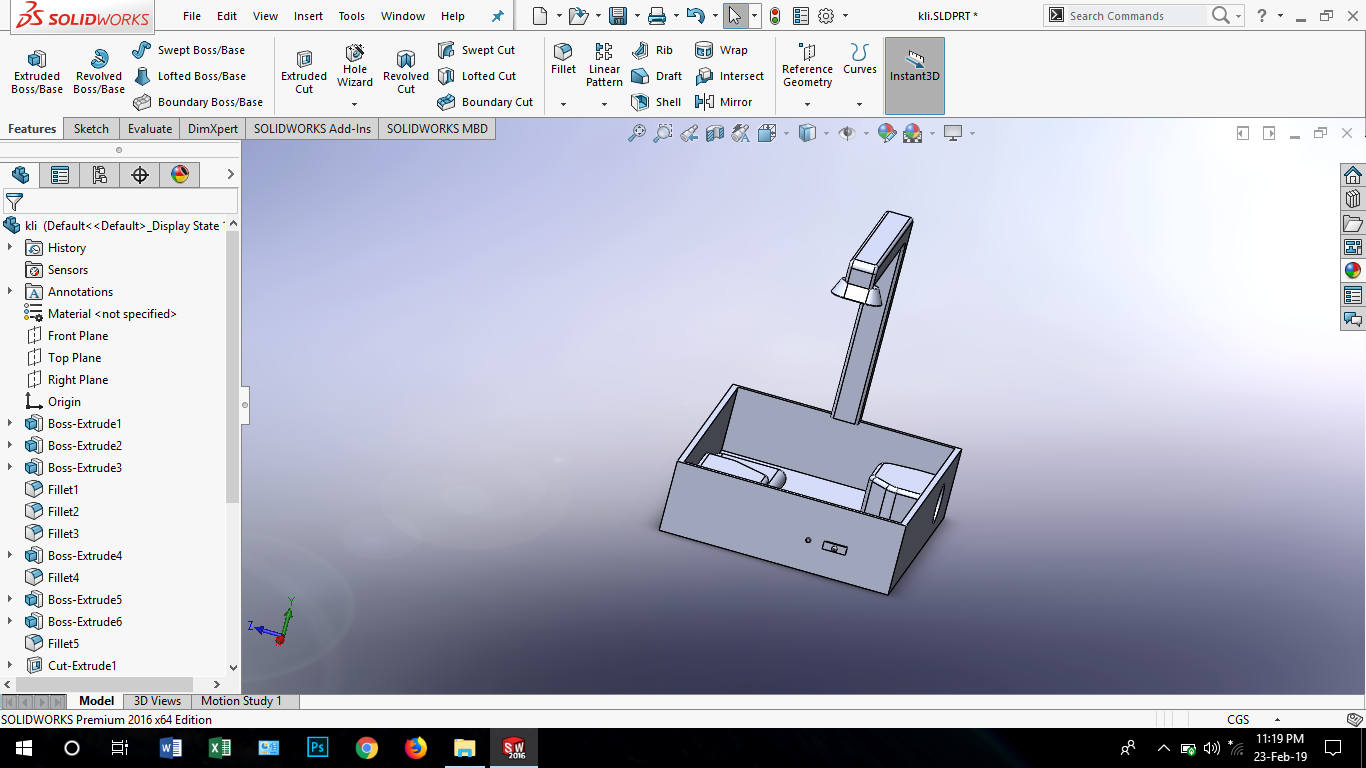 SOLIDWORKS File Edit View Insert Tools Window Help kli.SLDPRT * Search Commands ?
Extruded Boss/Base
Revolved Boss/Base
Swept Boss/Base
Lofted Boss/Base
Boundary Boss/Base
Extruded Cut
Hole Wizard
Revolved Cut
Swept Cut
Lofted Cut
Boundary Cut
Fillet
Linear Pattern
Rib
Draft
Shell
Wrap
Intersect
Mirror
Reference Geometry
Curves
Instant3D
Features Sketch Evaluate DimXpert SOLIDWORKS Add-Ins SOLIDWORKS MBD
kli (Default<<Default>_Display State
History
Sensors
Annotations
Material <not specified>
Front Plane
Top Plane
Right Plane
Origin
Boss-Extrude1
Boss-Extrude2
Boss-Extrude3
Fillet1
Fillet2
Fillet3
Boss-Extrude4
Fillet4
Boss-Extrude5
Boss-Extrude6
Fillet5
Cut-Extrude1
Y
Z
Model 3D Views Motion Study 1
SOLIDWORKS Premium 2016 x64 Edition CGS
Ps
SW
2016
11:19 PM
23-Feb-19